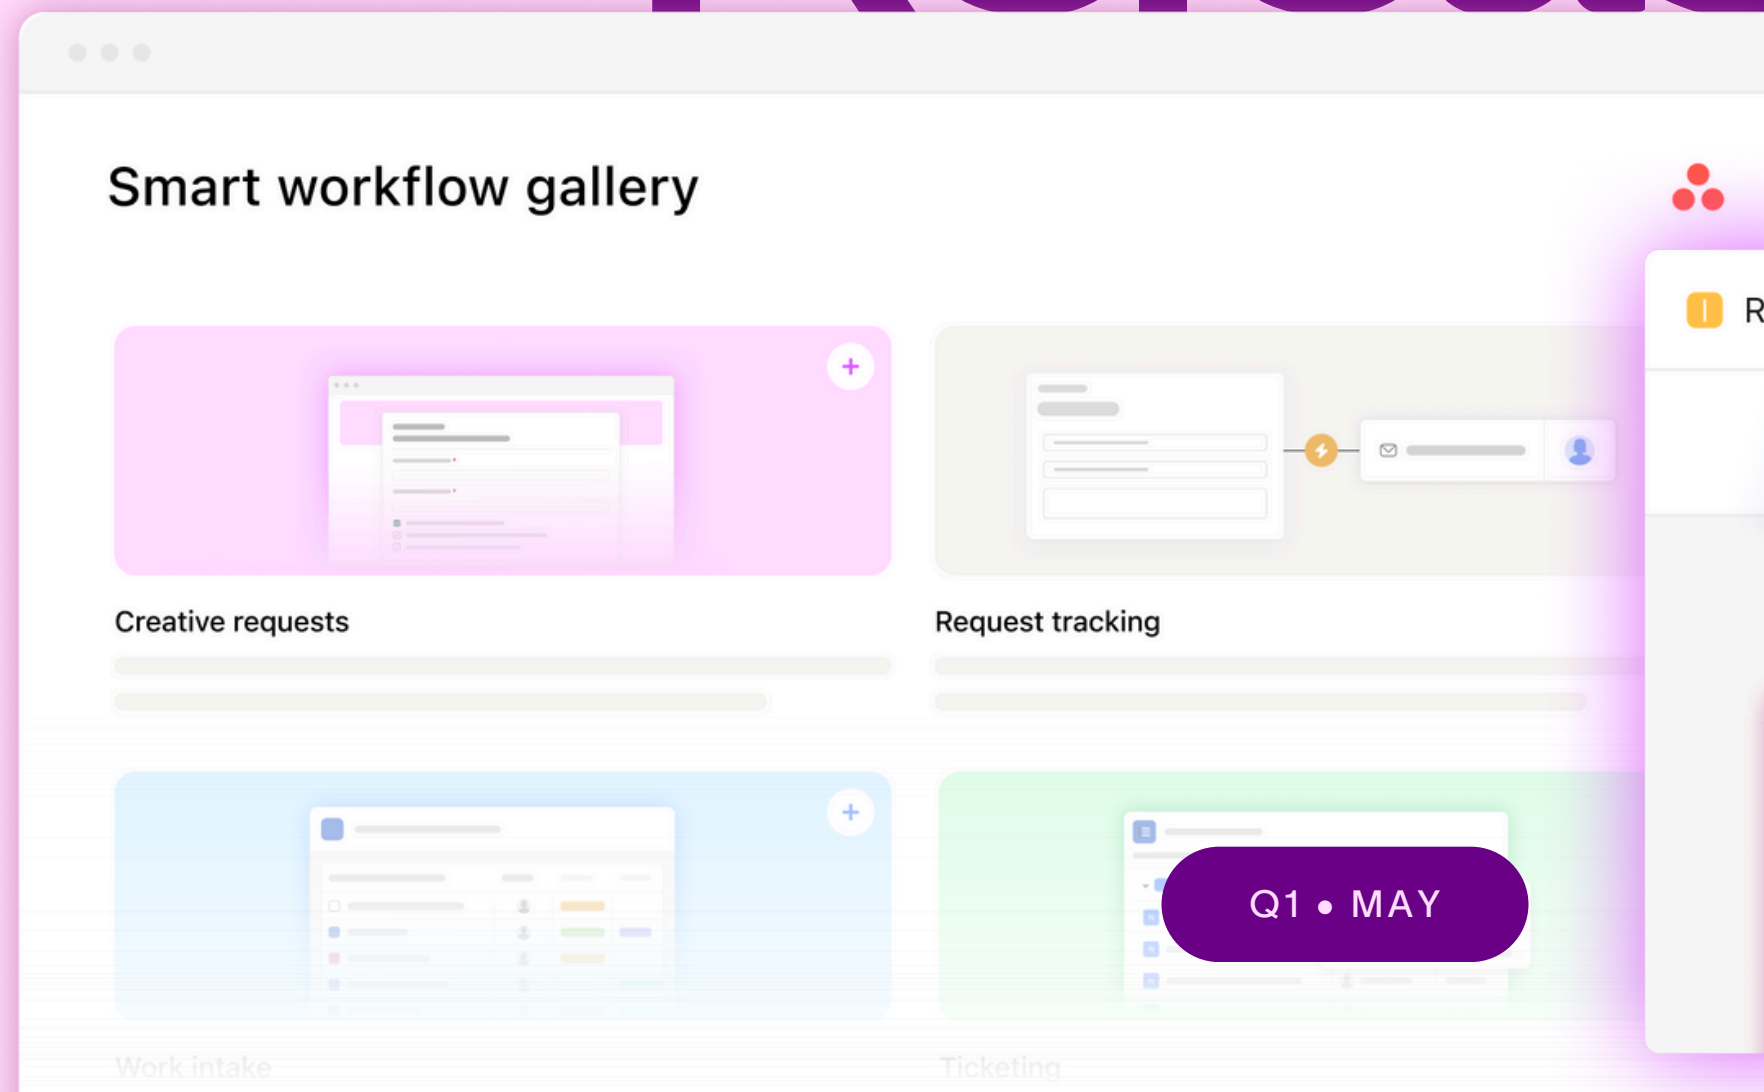 Smart workflow gallery
R
Creative requests
Request tracking
Q1 • MAY
Work intake
Ticketing